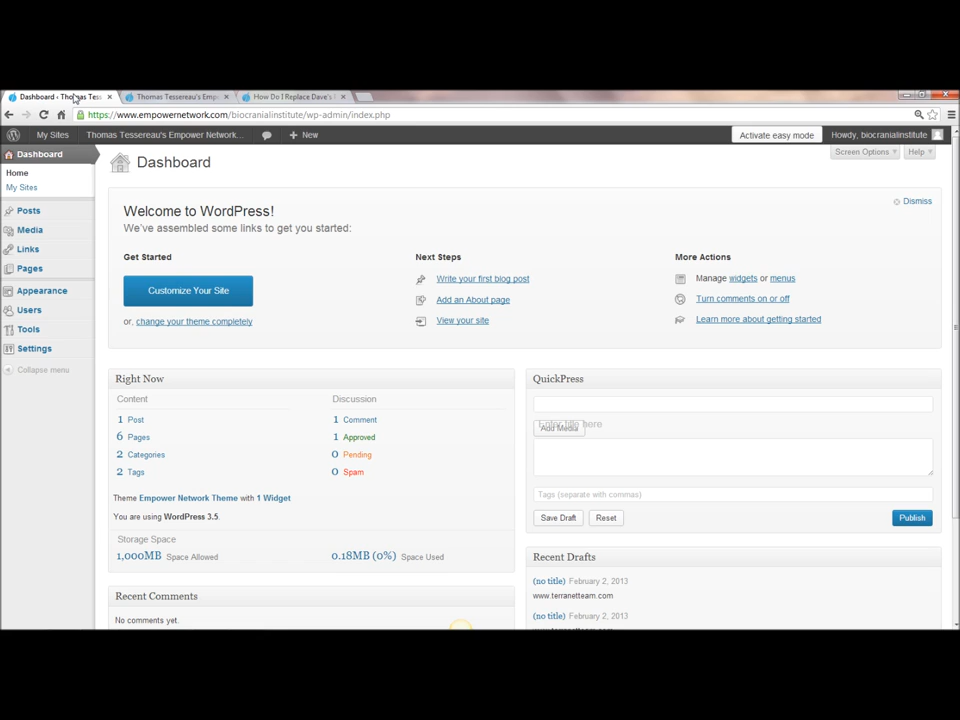 Dashboard ‹ Thomas Tess
Thomas Tessereau's Emp
How Do I Replace Dave's
https://www.empowernetwork.com/biocranialinstitute/wp-admin/index.php
My Sites
Thomas Tessereau's Empower Network...
+ New
Activate easy mode
Howdy, biocranialinstitute
Dashboard
Home
My Sites
Posts
Media
Links
Pages
Appearance
Users
Tools
Settings
Collapse menu
Dashboard
Screen Options
Help
Welcome to WordPress!
Dismiss
We've assembled some links to get you started:
Get Started
Customize Your Site
or, change your theme completely
Next Steps
Write your first blog post
Add an About page
View your site
More Actions
Manage widgets or menus
Turn comments on or off
Learn more about getting started
Right Now
Content
1 Post
6 Pages
2 Categories
2 Tags
Discussion
1 Comment
1 Approved
0 Pending
0 Spam
Theme Empower Network Theme with 1 Widget
You are using WordPress 3.5.
Storage Space
1,000MB Space Allowed
0.18MB (0%) Space Used
Recent Comments
No comments yet.
QuickPress
Enter title here
Add Media
Tags (separate with commas)
Save Draft
Reset
Publish
Recent Drafts
(no title) February 2, 2013
www.terranetteam.com
(no title) February 2, 2013